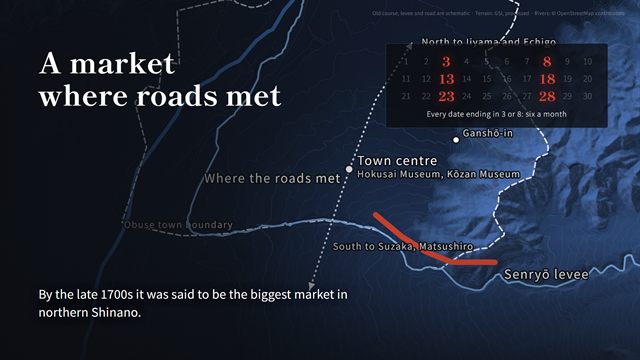 Old course, levee and road are schematic · Terrain: GSI, processed · Rivers: © OpenStreetMap contributors
North to Iiyama and Echigo
A market
where roads met
1 2 3 4 5 6 7 8 9 10
11 12 13 14 15 16 17 18 19 20
21 22 23 24 25 26 27 28 29 30
Every date ending in 3 or 8: six a month
Ganshō-in
Town centre
Hokusai Museum, Kōzan Museum
Where the roads met
Obuse town boundary
South to Suzaka, Matsushiro
Senryō levee
By the late 1700s it was said to be the biggest market in
northern Shinano.